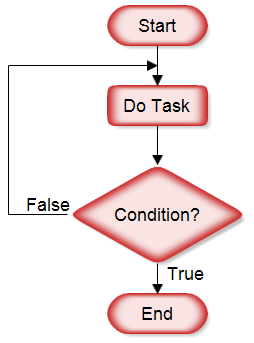 Start
Do Task
Condition?
False
True
End